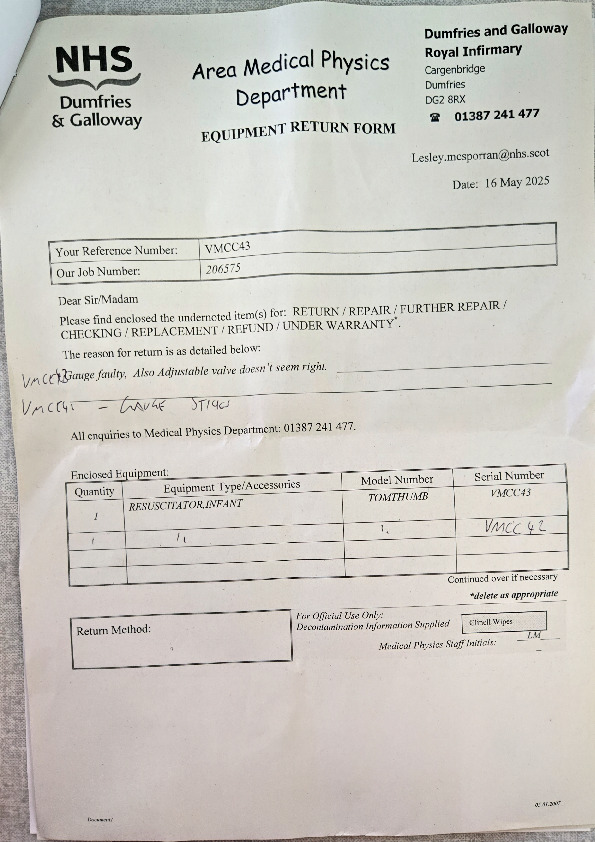 NHS
Dumfries
& Galloway
Area Medical Physics
Department
EQUIPMENT RETURN FORM
Dumfries and Galloway
Royal Infirmary
Cargenbridge
Dumfries
DG2 8RX
☎ 01387 241 477
Lesley.mcsporran@nhs.scot
Date: 16 May 2025
Your Reference Number: VMCC43
Our Job Number: 206575
Dear Sir/Madam
Please find enclosed the undernoted item(s) for: RETURN / REPAIR / FURTHER REPAIR /
CHECKING / REPLACEMENT / REFUND / UNDER WARRANTY*.
The reason for return is as detailed below:
Gauge faulty, Also Adjustable valve doesn't seem right.
- GAUGE STICKS
All enquiries to Medical Physics Department: 01387 241 477.
Enclosed Equipment:
Quantity Equipment Type/Accessories Model Number Serial Number
1 RESUSCITATOR,INFANT TOMTHUMB VMCC43
1 VMCC 42
Continued over if necessary
*delete as appropriate
Return Method:
For Official Use Only:
Decontamination Information Supplied Clinell Wipes
Medical Physics Staff Initials: LM
Document1